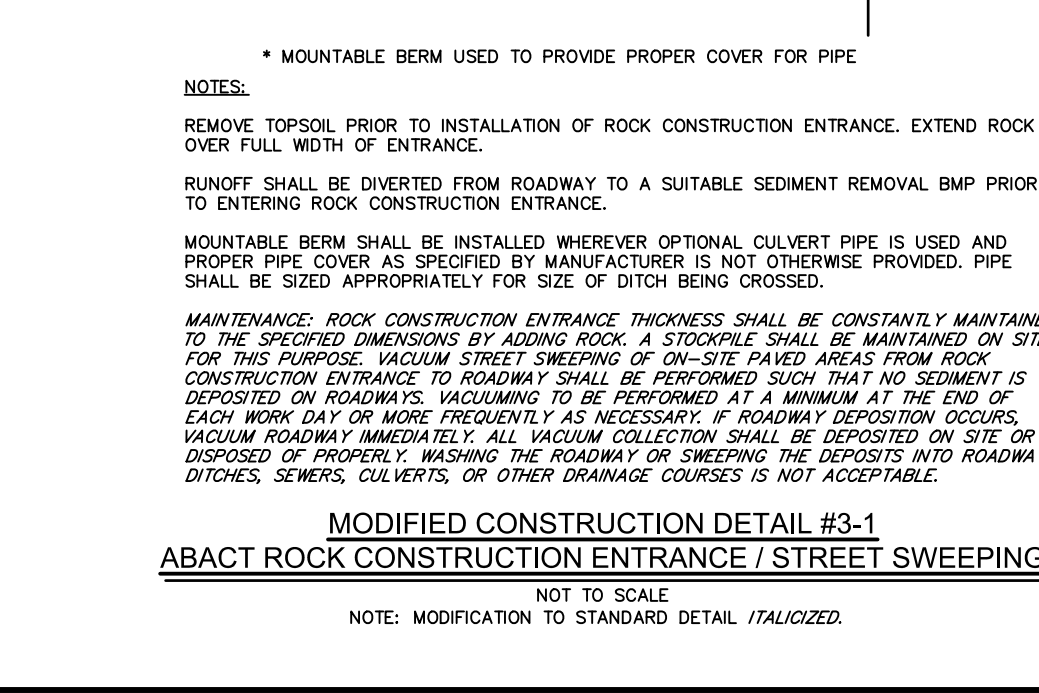 * MOUNTABLE BERM USED TO PROVIDE PROPER COVER FOR PIPE
NOTES:
REMOVE TOPSOIL PRIOR TO INSTALLATION OF ROCK CONSTRUCTION ENTRANCE. EXTEND ROCK
OVER FULL WIDTH OF ENTRANCE.
RUNOFF SHALL BE DIVERTED FROM ROADWAY TO A SUITABLE SEDIMENT REMOVAL BMP PRIOR
TO ENTERING ROCK CONSTRUCTION ENTRANCE.
MOUNTABLE BERM SHALL BE INSTALLED WHEREVER OPTIONAL CULVERT PIPE IS USED AND
PROPER PIPE COVER AS SPECIFIED BY MANUFACTURER IS NOT OTHERWISE PROVIDED. PIPE
SHALL BE SIZED APPROPRIATELY FOR SIZE OF DITCH BEING CROSSED.
MAINTENANCE: ROCK CONSTRUCTION ENTRANCE THICKNESS SHALL BE CONSTANTLY MAINTAINE
TO THE SPECIFIED DIMENSIONS BY ADDING ROCK. A STOCKPILE SHALL BE MAINTAINED ON SITE
FOR THIS PURPOSE. VACUUM STREET SWEEPING OF ON-SITE PAVED AREAS FROM ROCK
CONSTRUCTION ENTRANCE TO ROADWAY SHALL BE PERFORMED SUCH THAT NO SEDIMENT IS
DEPOSITED ON ROADWAYS. VACUUMING TO BE PERFORMED AT A MINIMUM AT THE END OF
EACH WORK DAY OR MORE FREQUENTLY AS NECESSARY. IF ROADWAY DEPOSITION OCCURS,
VACUUM ROADWAY IMMEDIATELY. ALL VACUUM COLLECTION SHALL BE DEPOSITED ON SITE OR
DISPOSED OF PROPERLY. WASHING THE ROADWAY OR SWEEPING THE DEPOSITS INTO ROADWA
DITCHES, SEWERS, CULVERTS, OR OTHER DRAINAGE COURSES IS NOT ACCEPTABLE.
MODIFIED CONSTRUCTION DETAIL #3-1
ABACT ROCK CONSTRUCTION ENTRANCE / STREET SWEEPING
NOT TO SCALE
NOTE: MODIFICATION TO STANDARD DETAIL ITALICIZED.